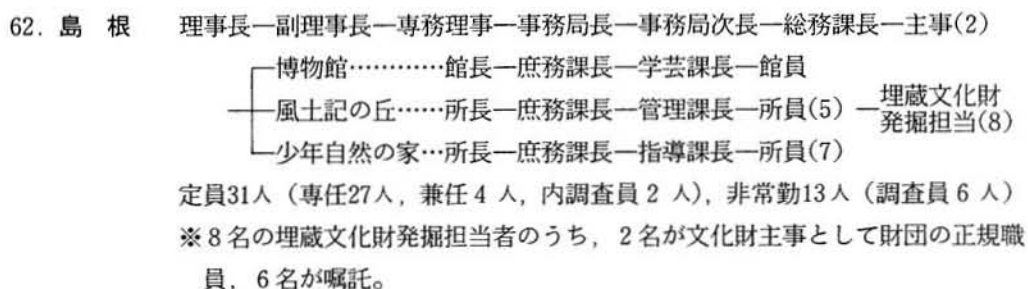 62. 島　根　理事長―副理事長―専務理事―事務局長―事務局次長―総務課長―主事(2)
博物館…………館長―庶務課長―学芸課長―館員
風土記の丘……所長―庶務課長―管理課長―所員(5)―埋蔵文化財発掘担当(8)
少年自然の家…所長―庶務課長―指導課長―所員(7)
定員31人（専任27人，兼任4人，内調査員2人），非常勤13人（調査員6人）
※8名の埋蔵文化財発掘担当者のうち，2名が文化財主事として財団の正規職
員，6名が嘱託。